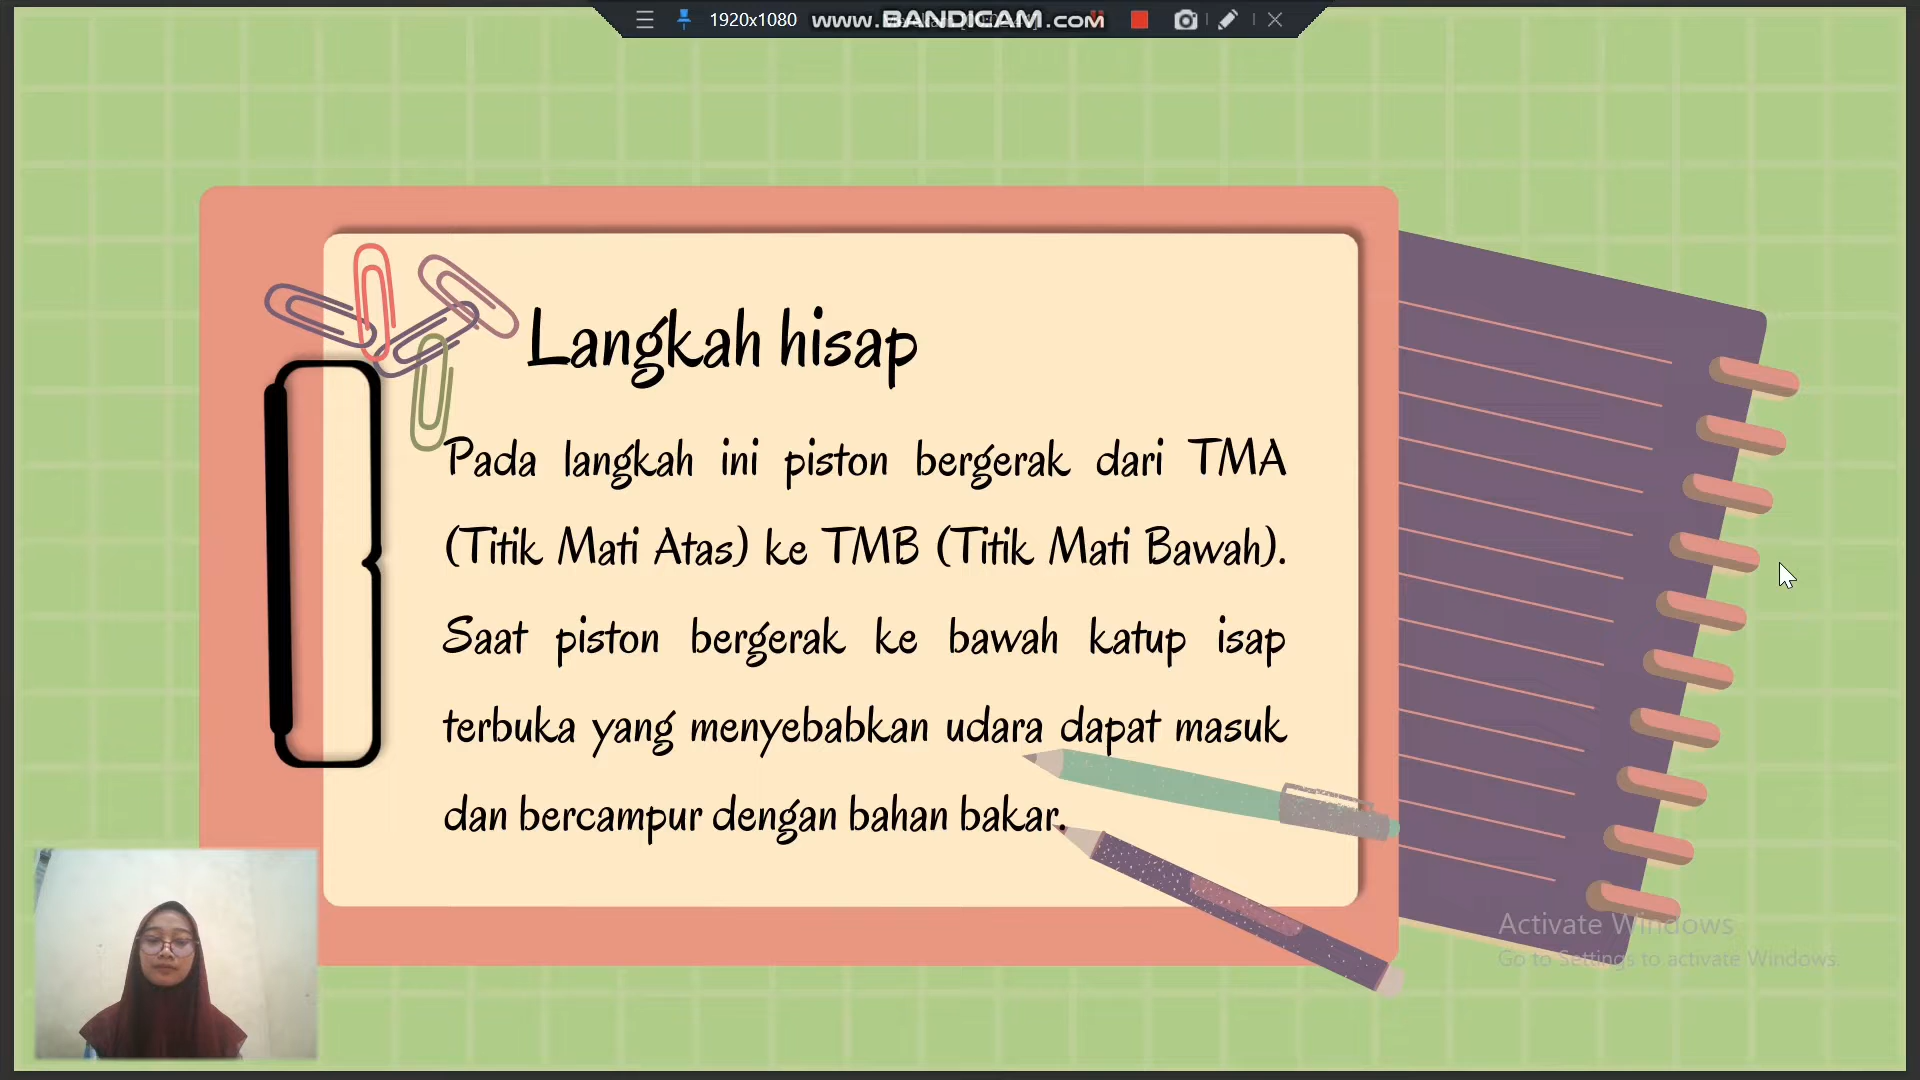 1920x1080
www.BANDICAM.COM
Langkah hisap
Pada langkah ini piston bergerak dari TMA
(Titik Mati Atas) ke TMB (Titik Mati Bawah).
Saat piston bergerak ke bawah katup isap
terbuka yang menyebabkan udara dapat masuk
dan bercampur dengan bahan bakar.
Activate Windows
Go to Settings to activate Windows.